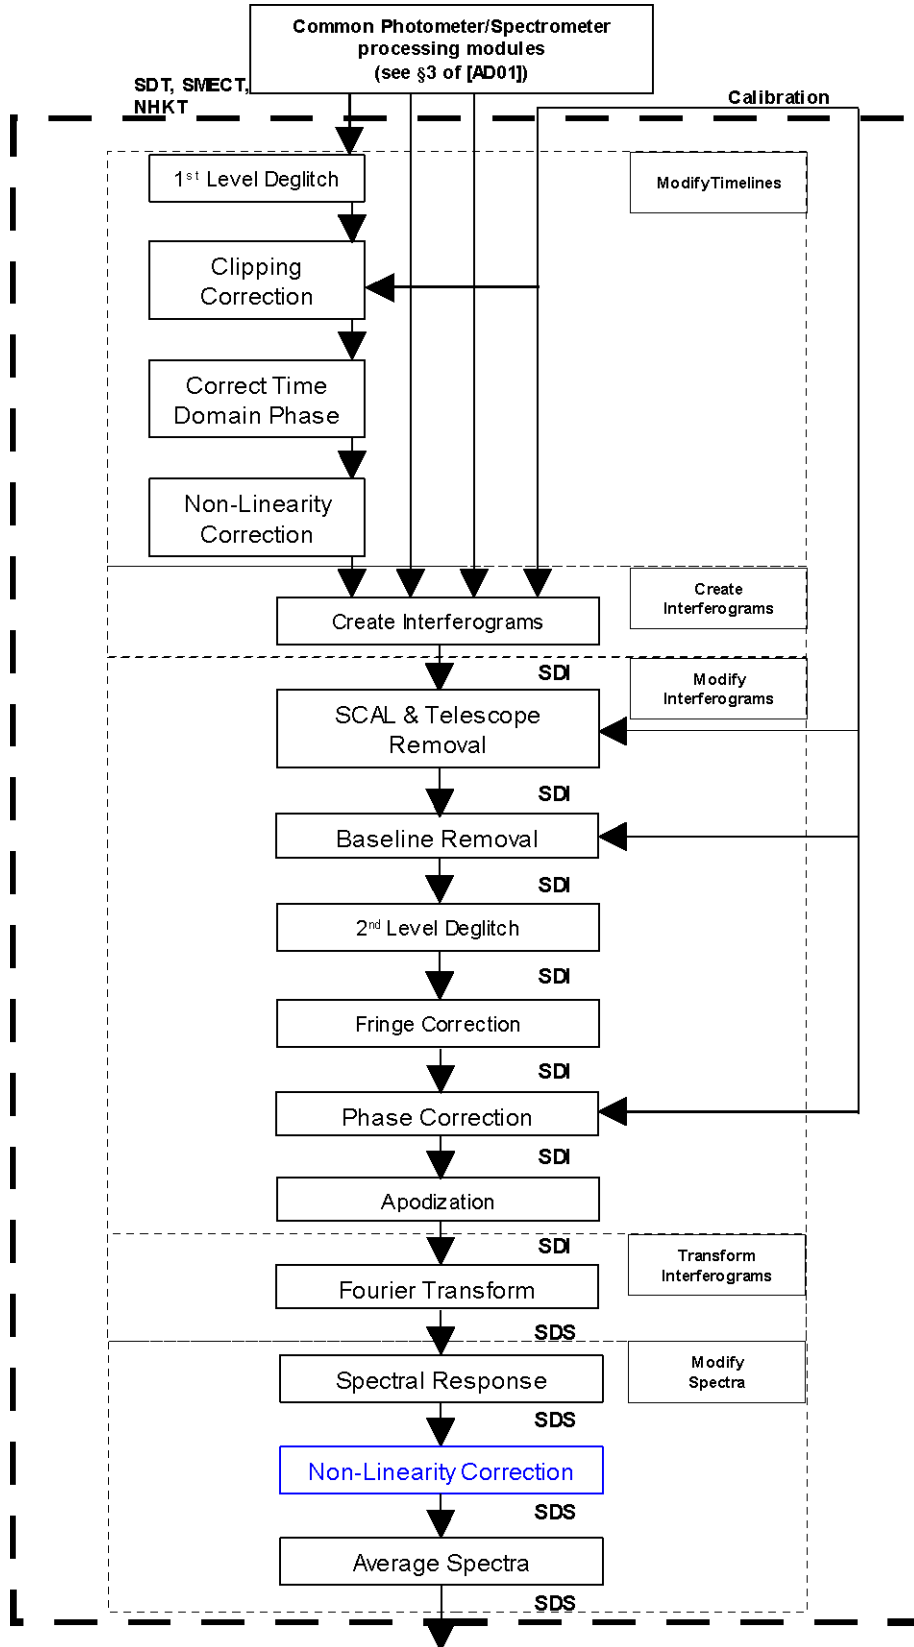 Common Photometer/Spectrometer
processing modules
(see §3 of [AD01])
SDT, SMECT,
NHKT
Calibration
1st Level Deglitch
ModifyTimelines
Clipping
Correction
Correct Time
Domain Phase
Non-Linearity
Correction
Create
Interferograms
Create Interferograms
SDI
Modify
Interferograms
SCAL & Telescope
Removal
SDI
Baseline Removal
SDI
2nd Level Deglitch
SDI
Fringe Correction
SDI
Phase Correction
SDI
Apodization
SDI
Transform
Interferograms
Fourier Transform
SDS
Modify
Spectra
Spectral Response
SDS
Non-Linearity Correction
SDS
Average Spectra
SDS